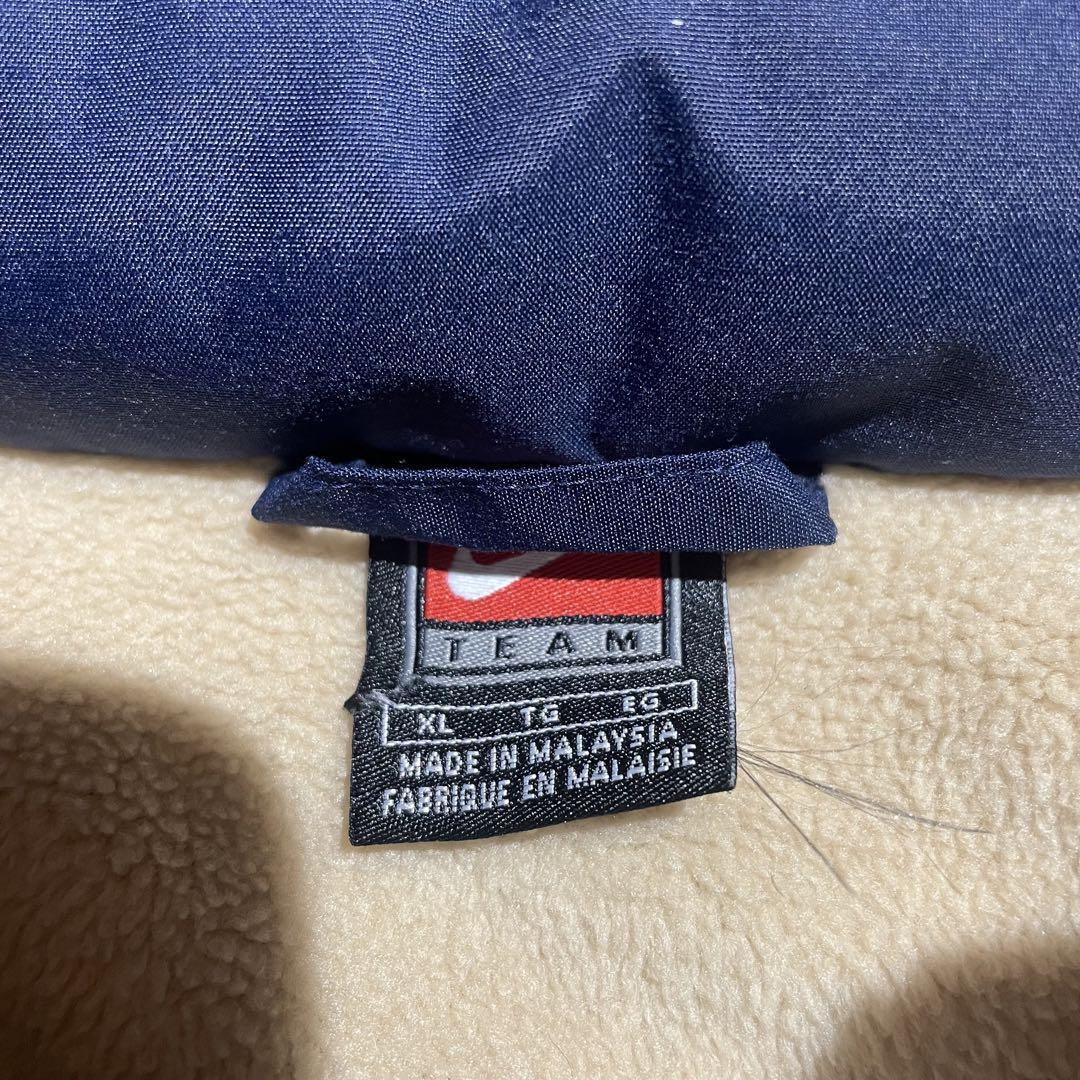 TEAM
XL TG EG
MADE IN MALAYSIA
FABRIQUE EN MALAISIE